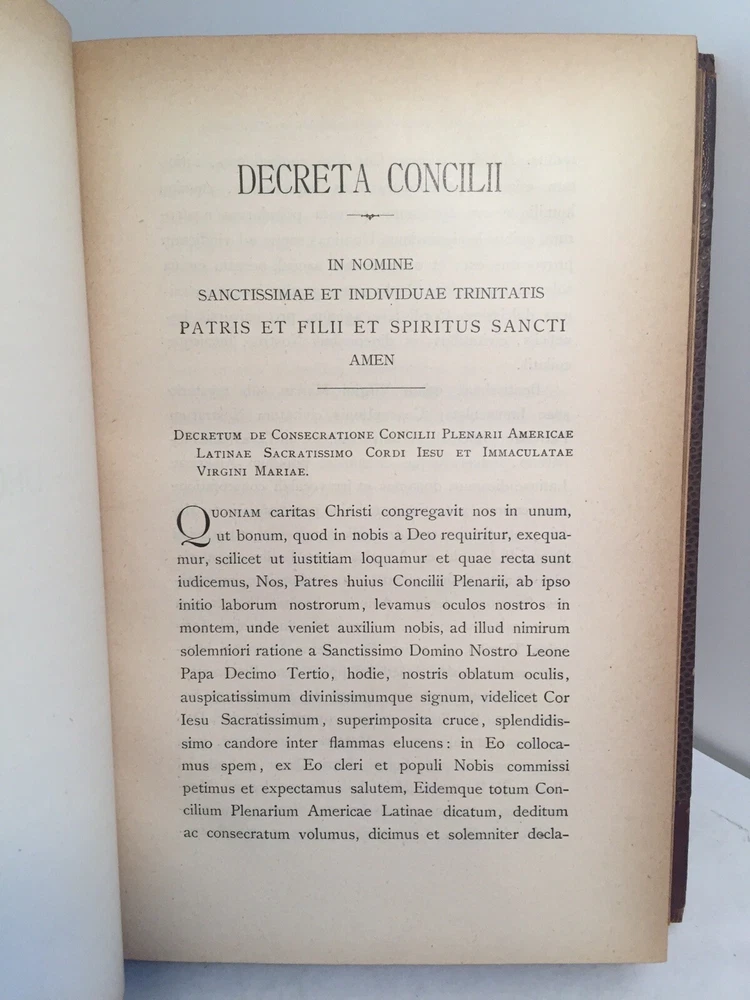 DECRETA CONCILII
IN NOMINE
SANCTISSIMAE ET INDIVIDUAE TRINITATIS
PATRIS ET FILII ET SPIRITUS SANCTI
AMEN
DECRETUM DE CONSECRATIONE CONCILII PLENARII AMERICAE
LATINAE SACRATISSIMO CORDI IESU ET IMMACULATAE
VIRGINI MARIAE.
QUONIAM caritas Christi congregavit nos in unum,
ut bonum, quod in nobis a Deo requiritur, exequa-
mur, scilicet ut iustitiam loquamur et quae recta sunt
iudicemus, Nos, Patres huius Concilii Plenarii, ab ipso
initio laborum nostrorum, levamus oculos nostros in
montem, unde veniet auxilium nobis, ad illud nimirum
solemniori ratione a Sanctissimo Domino Nostro Leone
Papa Decimo Tertio, hodie, nostris oblatum oculis,
auspicatissimum divinissimumque signum, videlicet Cor
Iesu Sacratissimum, superimposita cruce, splendidis-
simo candore inter flammas elucens: in Eo colloca-
mus spem, ex Eo cleri et populi Nobis commissi
petimus et expectamus salutem, Eidemque totum Con-
cilium Plenarium Americae Latinae dicatum, deditum
ac consecratum volumus, dicimus et solemniter decla-